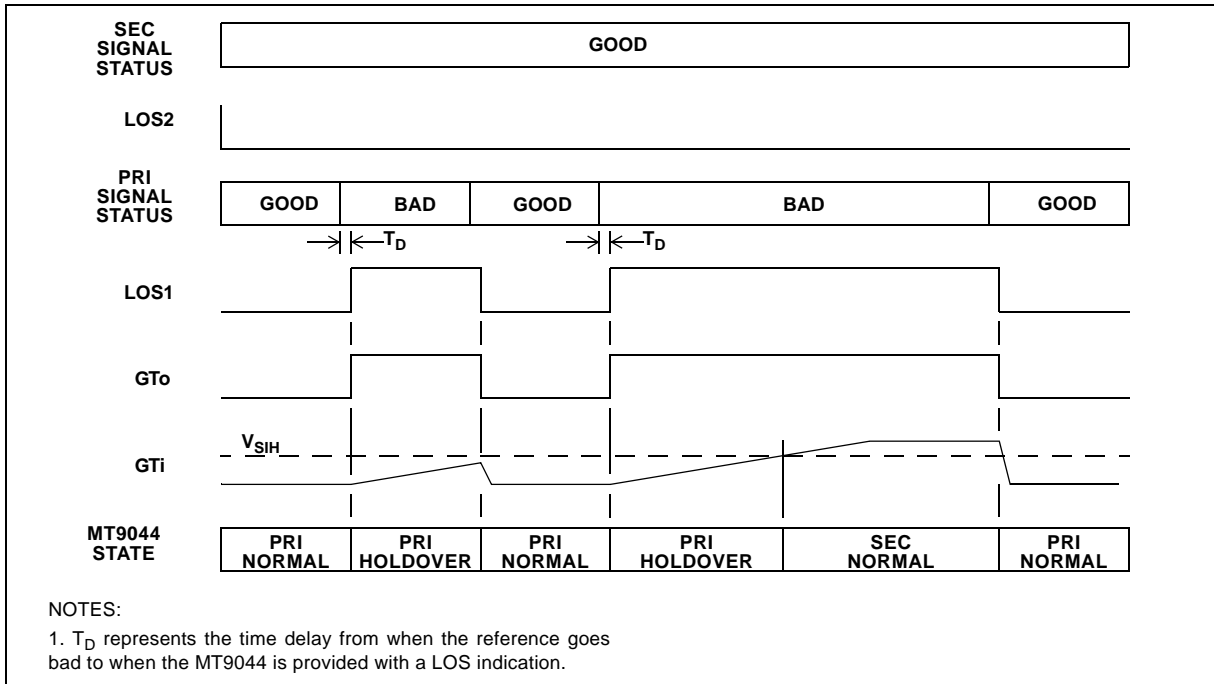 SEC
SIGNAL
STATUS
GOOD
LOS2
PRI
SIGNAL
STATUS
GOOD BAD GOOD BAD GOOD
TD TD
LOS1
GTo
VSIH
GTi
MT9044
STATE
PRI PRI PRI PRI SEC PRI
NORMAL HOLDOVER NORMAL HOLDOVER NORMAL NORMAL
NOTES:
1. TD represents the time delay from when the reference goes
bad to when the MT9044 is provided with a LOS indication.